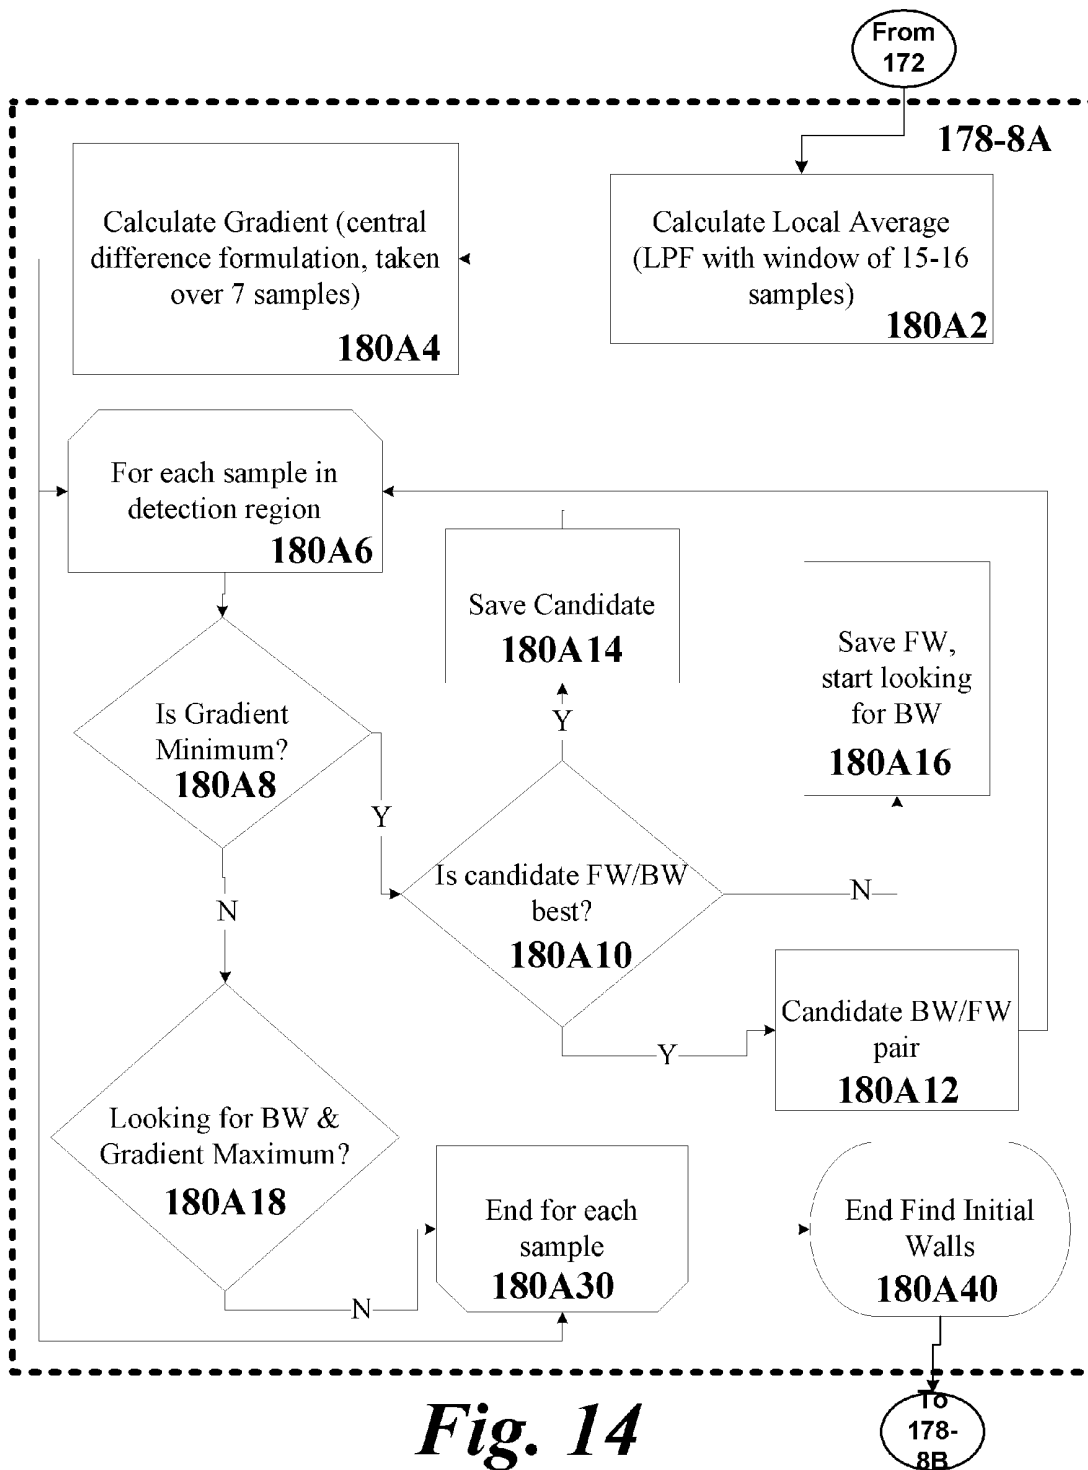 From
172
178-8A
Calculate Gradient (central
difference formulation, taken
over 7 samples)
180A4
Calculate Local Average
(LPF with window of 15-16
samples)
180A2
For each sample in
detection region
180A6
Save Candidate
180A14
Save FW,
start looking
for BW
180A16
Y
Is Gradient
Minimum?
180A8
Y
Is candidate FW/BW
best?
180A10
N
N
Candidate BW/FW
pair
180A12
Y
Looking for BW &
Gradient Maximum?
180A18
End for each
sample
180A30
End Find Initial
Walls
180A40
N
Fig. 14
To
178-
8B